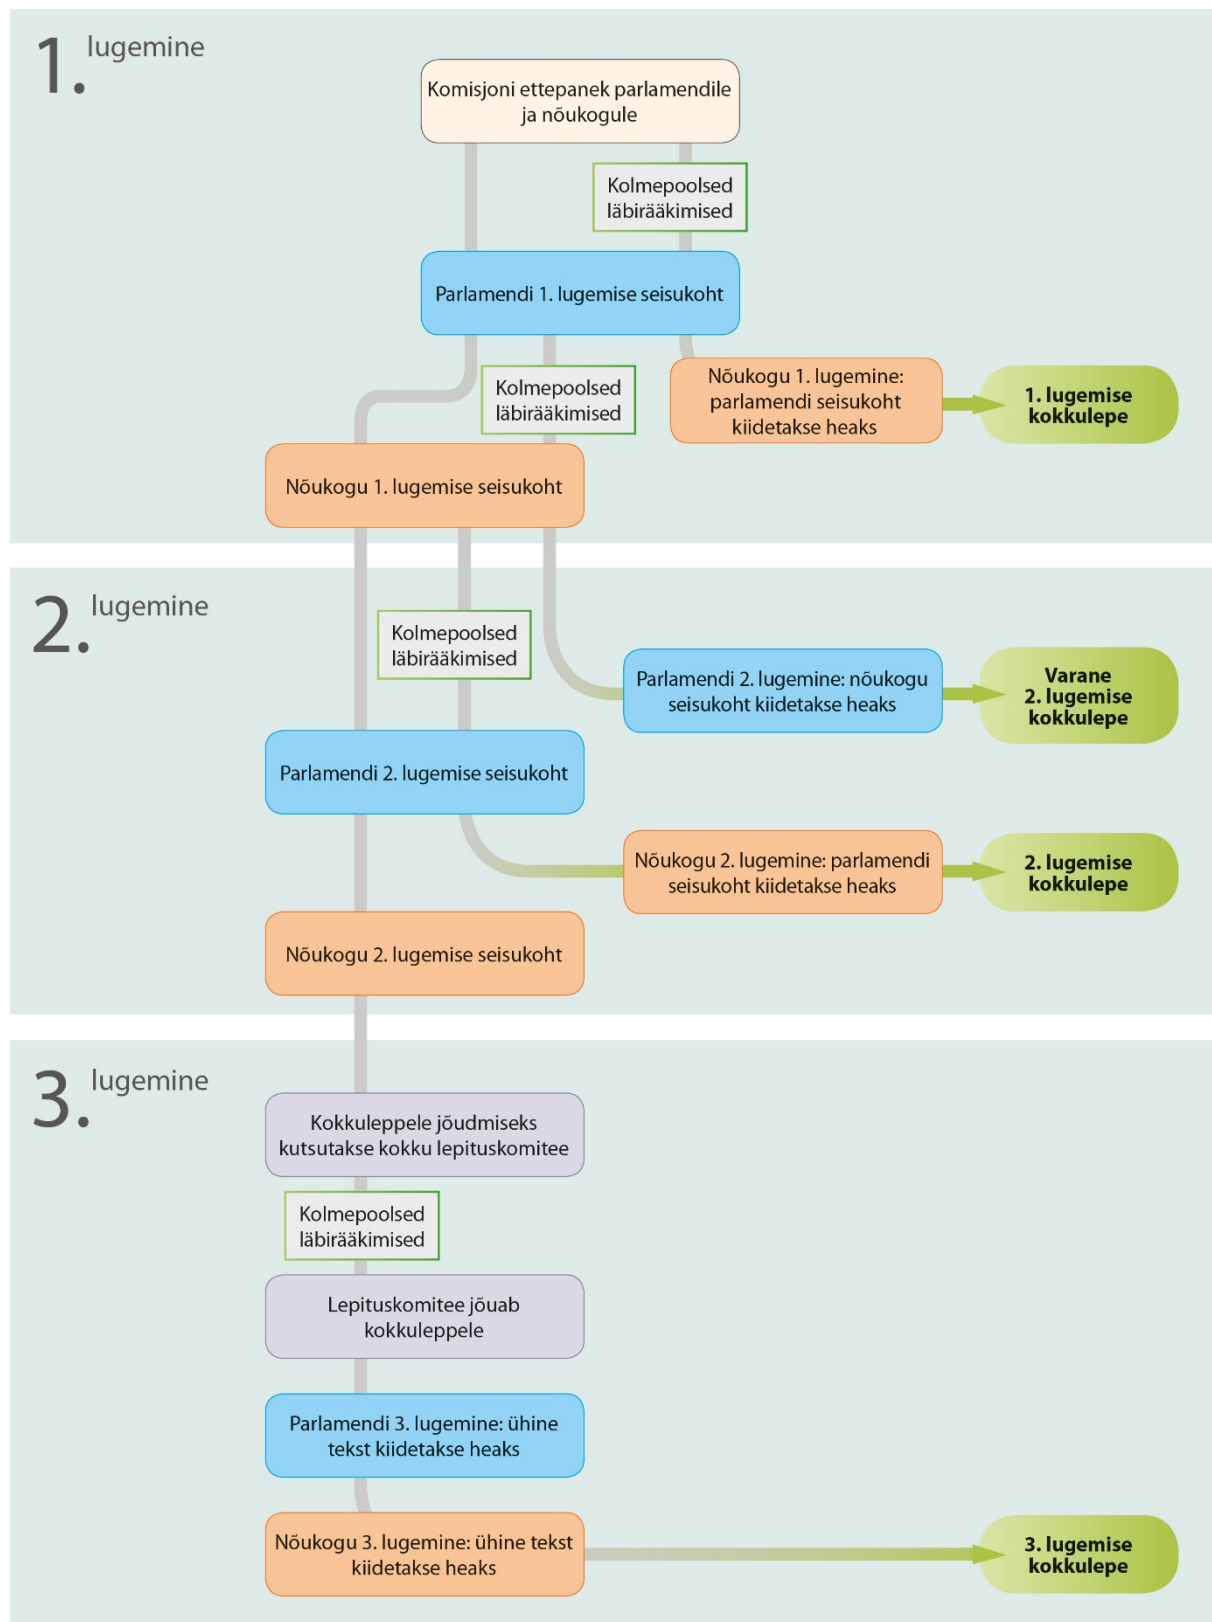 1. lugemine
Komisjoni ettepanek parlamendile
ja nõukogule
Kolmepoolsed
läbirääkimised
Parlamendi 1. lugemise seisukoht
Kolmepoolsed
läbirääkimised
Nõukogu 1. lugemine:
parlamendi seisukoht
kiidetakse heaks
1. lugemise
kokkulepe
Nõukogu 1. lugemise seisukoht
2. lugemine
Kolmepoolsed
läbirääkimised
Parlamendi 2. lugemine: nõukogu
seisukoht kiidetakse heaks
Varane
2. lugemise
kokkulepe
Parlamendi 2. lugemise seisukoht
Nõukogu 2. lugemine: parlamendi
seisukoht kiidetakse heaks
2. lugemise
kokkulepe
Nõukogu 2. lugemise seisukoht
3. lugemine
Kokkuleppele jõudmiseks
kutsutakse kokku lepituskomitee
Kolmepoolsed
läbirääkimised
Lepituskomitee jõuab
kokkuleppele
Parlamendi 3. lugemine: ühine
tekst kiidetakse heaks
Nõukogu 3. lugemine: ühine tekst
kiidetakse heaks
3. lugemise
kokkulepe